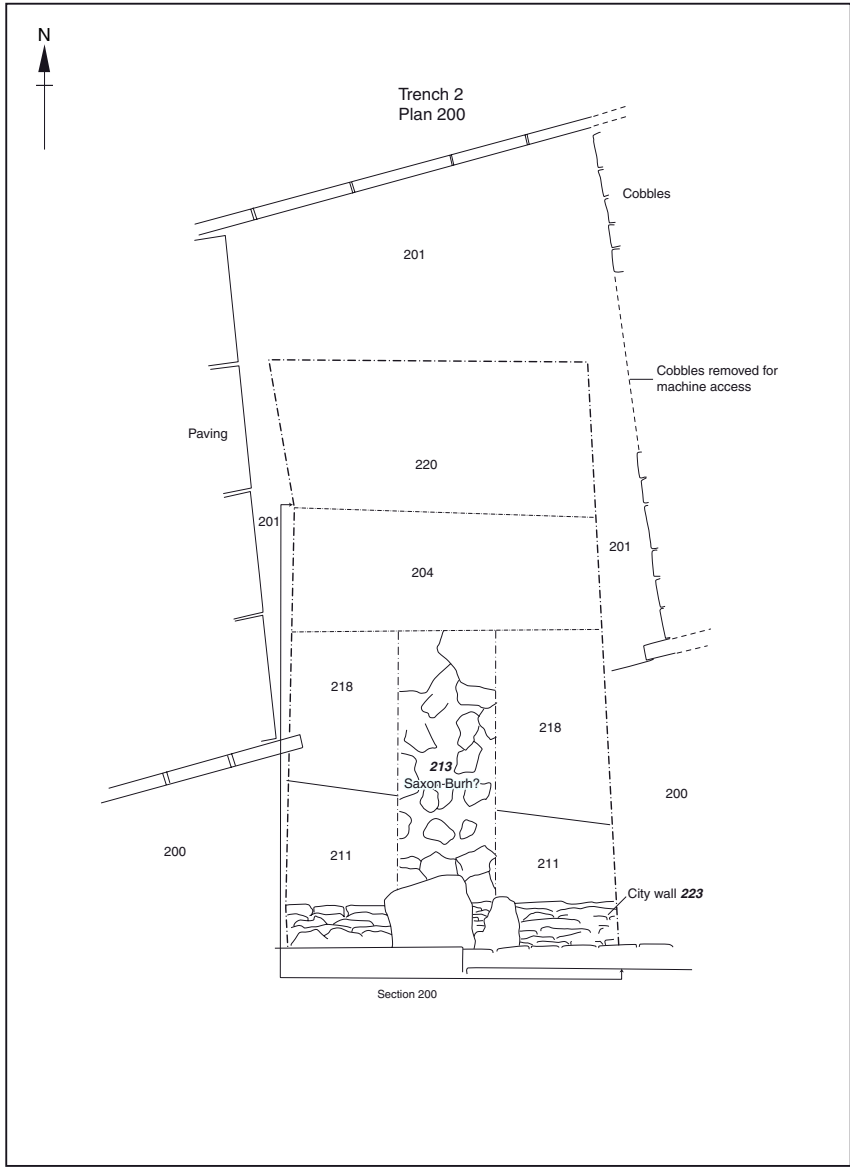 N
Trench 2
Plan 200
Cobbles
201
Cobbles removed for
machine access
Paving
220
201
201
204
218
218
213
Saxon-Burh?
200
200
211
211
City wall 223
Section 200